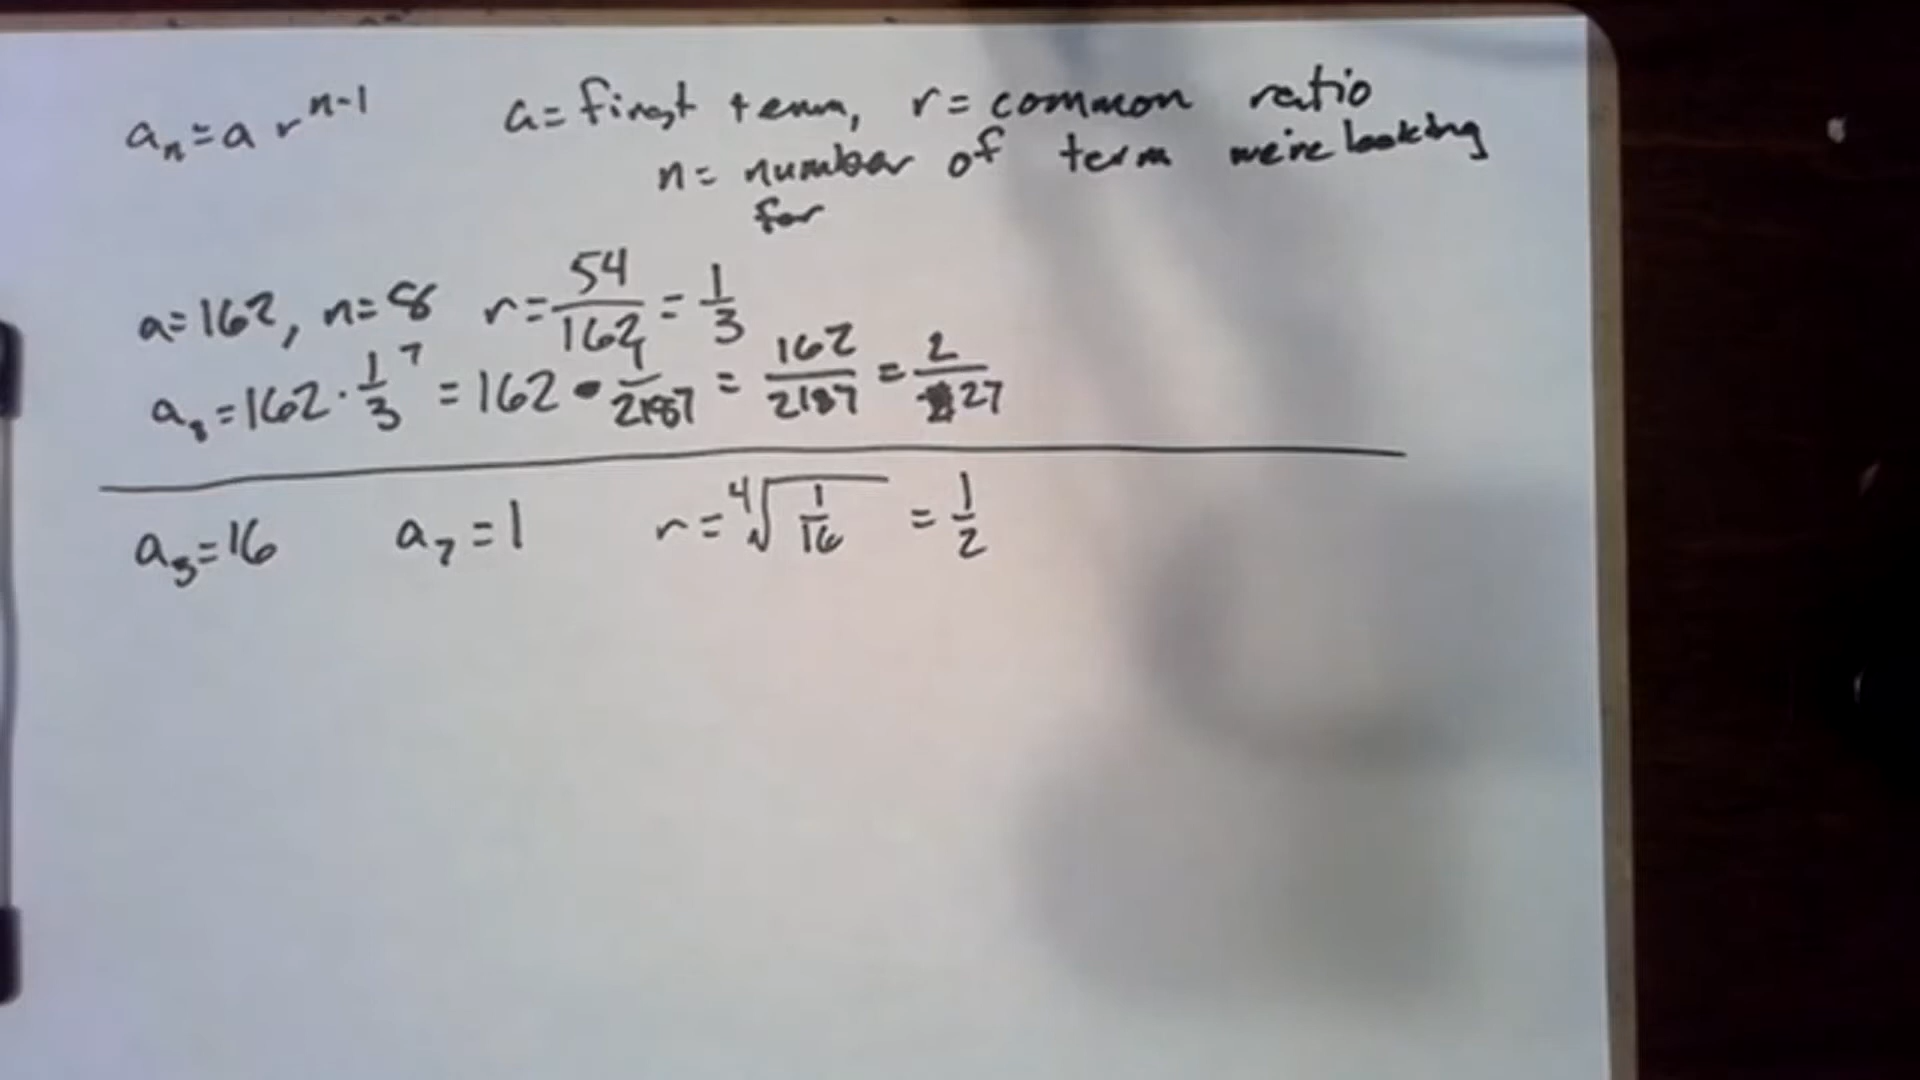 aₙ = a rⁿ⁻¹ a = first term, r = common ratio
n = number of term we're looking
for
a = 162, n = 8 r = 54/162 = 1/3
a₈ = 162 · 1/3⁷ = 162 · 1/2187 = 162/2187 = 2/27
a₃ = 16 a₇ = 1 r = ⁴√(1/16) = 1/2